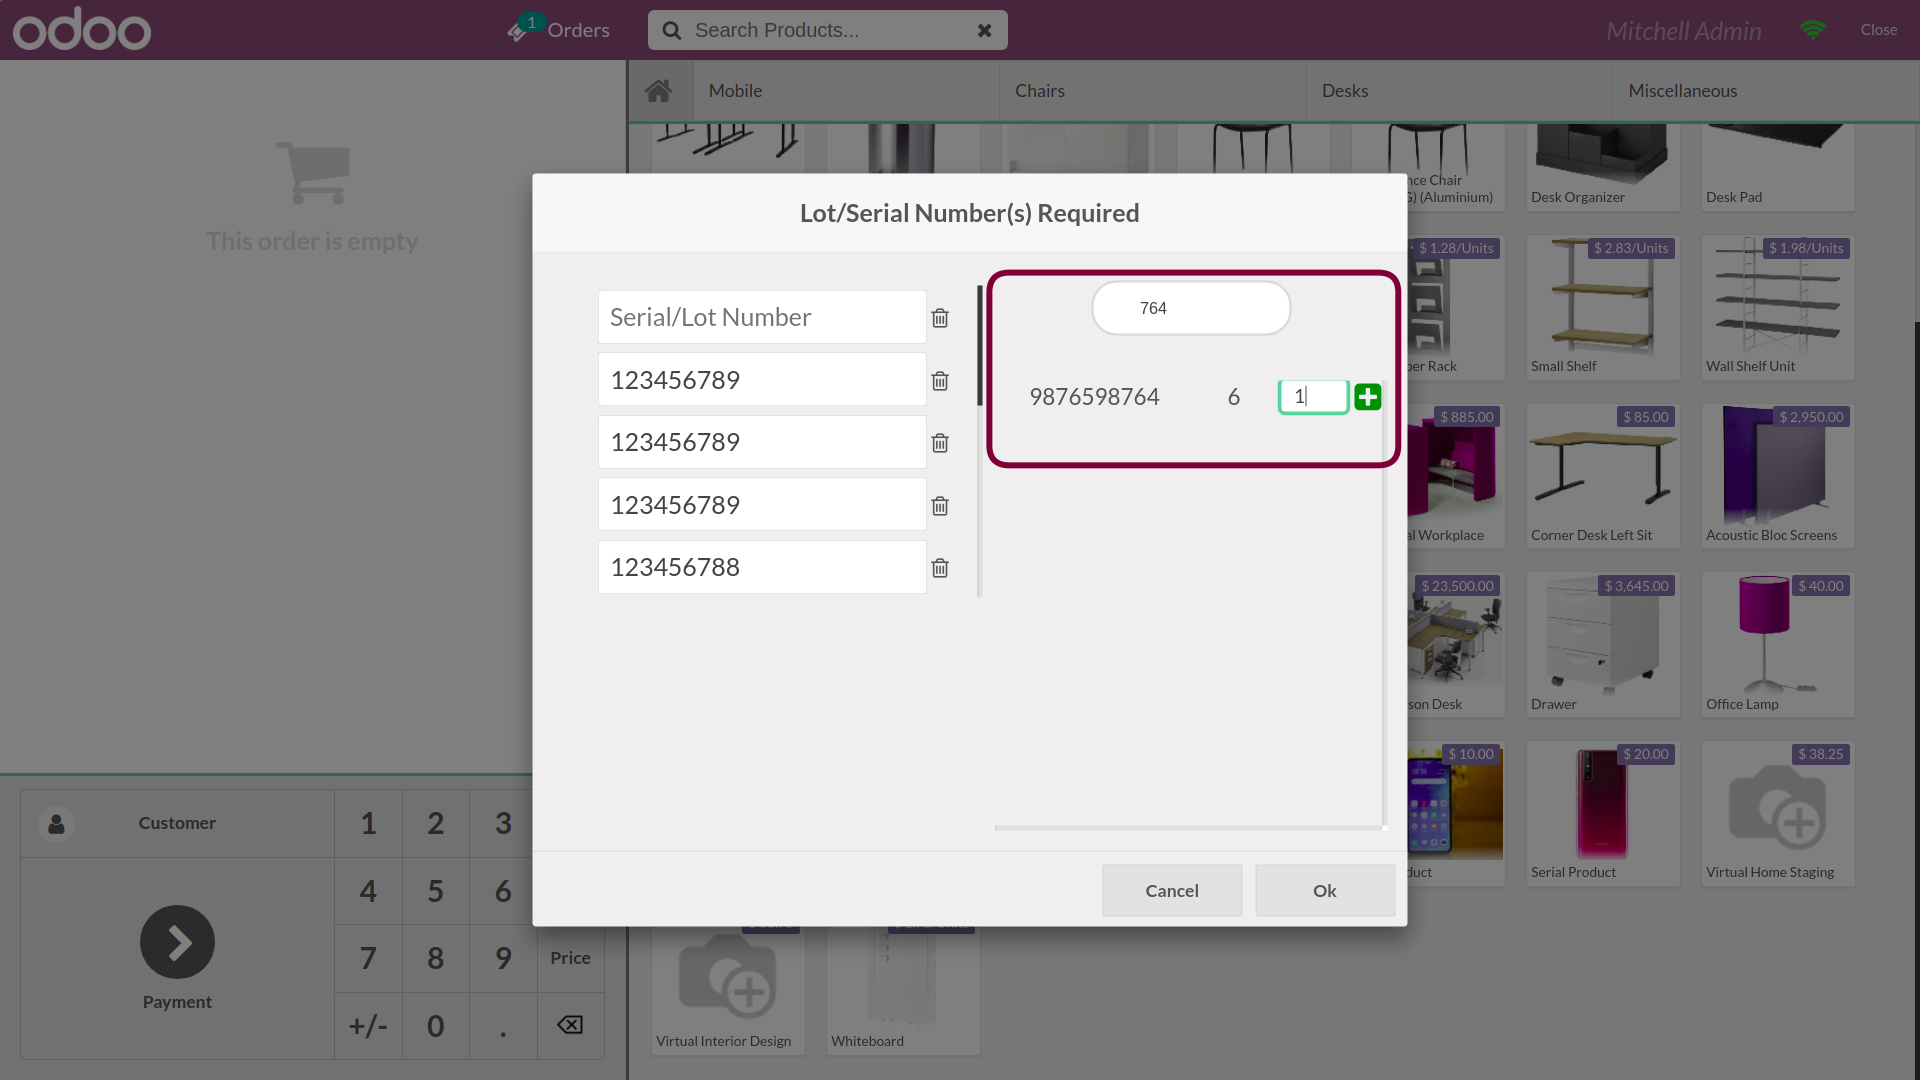 odoo
1
Orders
Search Products...
Mitchell Admin
Close
Mobile
Chairs
Desks
Miscellaneous
This order is empty
nce Chair
) (Aluminium)
Desk Organizer
Desk Pad
$ 1.28/Units
$ 2.83/Units
$ 1.98/Units
er Rack
Small Shelf
Wall Shelf Unit
$ 885.00
$ 85.00
$ 2,950.00
al Workplace
Corner Desk Left Sit
Acoustic Bloc Screens
$ 23,500.00
$ 3,645.00
$ 40.00
son Desk
Drawer
Office Lamp
$ 10.00
$ 20.00
$ 38.25
duct
Serial Product
Virtual Home Staging
Virtual Interior Design
Whiteboard
Lot/Serial Number(s) Required
Serial/Lot Number
123456789
123456789
123456789
123456788
764
9876598764 6 1
Cancel
Ok
Customer
1 2 3
4 5 6
7 8 9 Price
+/- 0 .
Payment